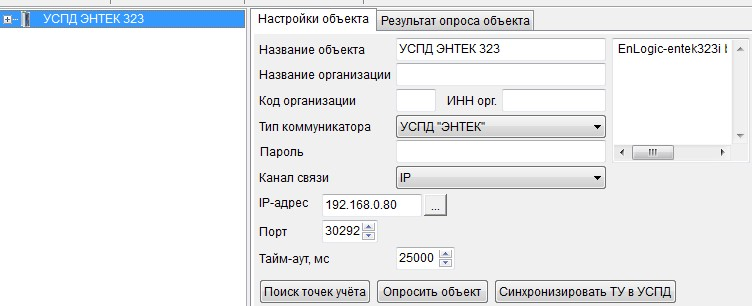 УСПД ЭНТЕК 323
Настройки объекта Результат опроса объекта
Название объекта УСПД ЭНТЕК 323
EnLogic-entek323i
Название организации
Код организации ИНН орг.
Тип коммуникатора УСПД "ЭНТЕК"
Пароль
Канал связи IP
IP-адрес 192.168.0.80 ...
Порт 30292
Тайм-аут, мс 25000
Поиск точек учёта Опросить объект Синхронизировать ТУ в УСПД